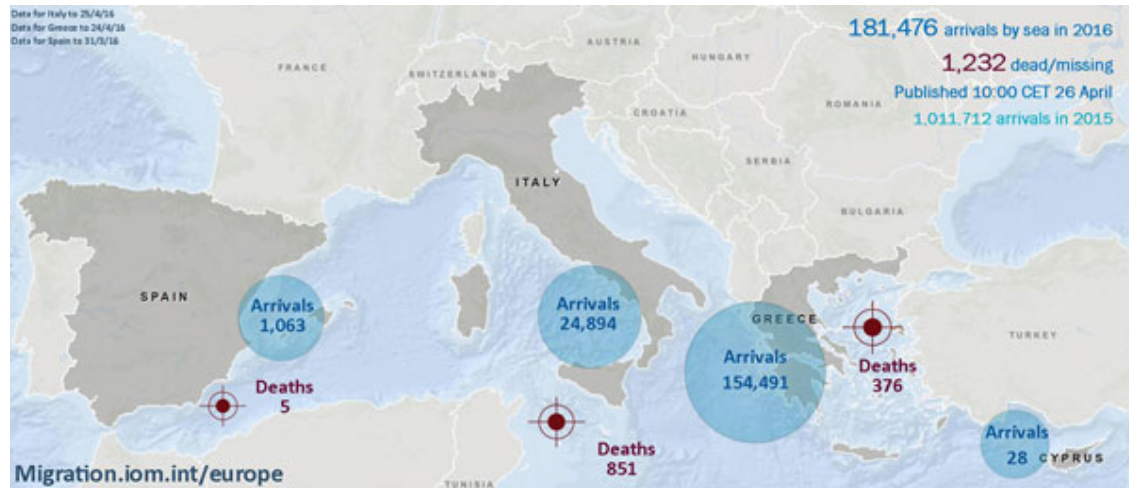 Data for Italy to 25/4/16
Data for Greece to 24/4/16
Data for Spain to 31/3/16
181,476 arrivals by sea in 2016
1,232 dead/missing
Published 10:00 CET 26 April
1,011,712 arrivals in 2015
AUSTRIA
HUNGARY
FRANCE
SWITZERLAND
ROMANIA
CROATIA
SERBIA
ITALY
BULGARIA
SPAIN
Arrivals
1,063
Arrivals
24,894
GREECE
TURKEY
Arrivals
154,491
Deaths
376
Deaths
5
Deaths
851
Arrivals
28
CYPRUS
Migration.iom.int/europe
TUNISIA